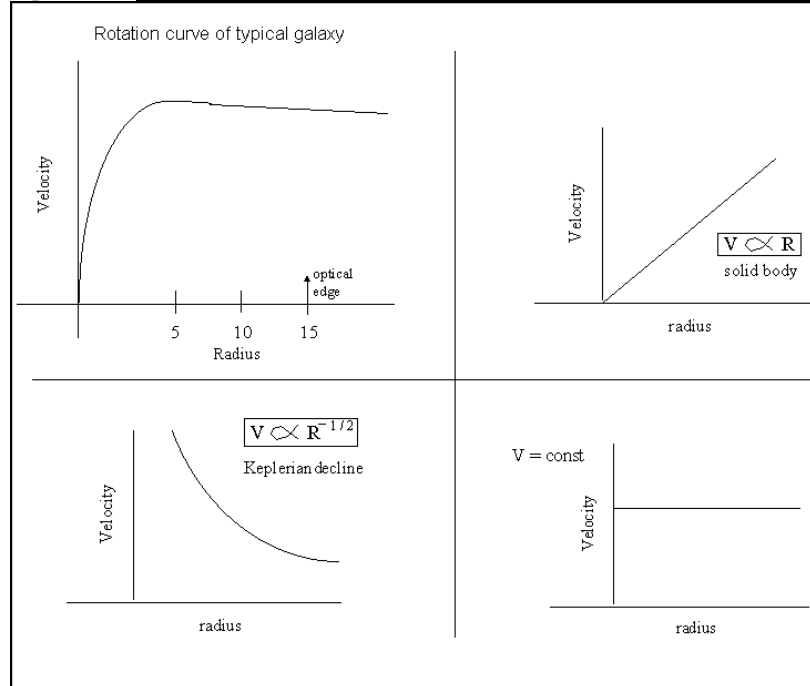 Rotation curve of typical galaxy
Velocity
optical
edge
5 10 15
Radius
Velocity
V ∝ R
solid body
radius
V ∝ R^-1/2
Keplerian decline
Velocity
radius
V = const
Velocity
radius